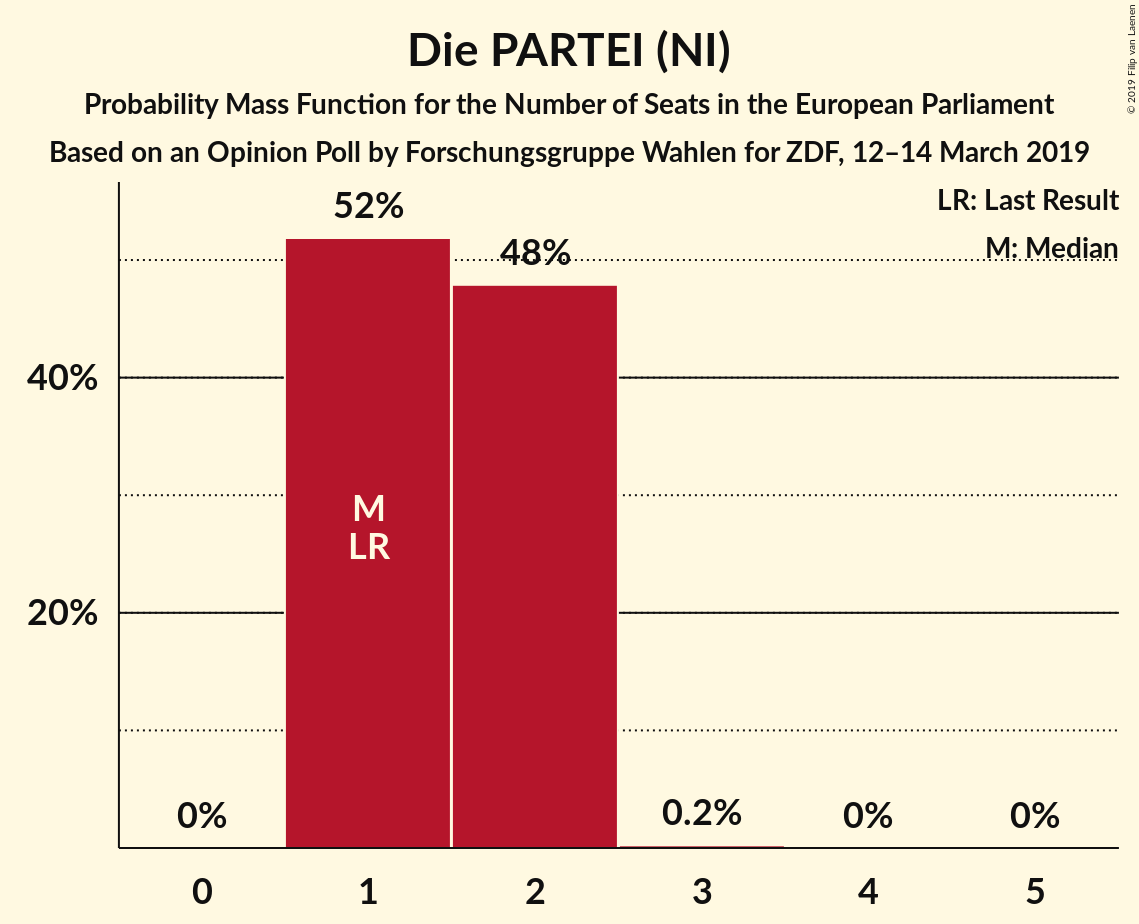 Die PARTEI (NI)
Probability Mass Function for the Number of Seats in the European Parliament
Based on an Opinion Poll by Forschungsgruppe Wahlen for ZDF, 12–14 March 2019
© 2019 Filip van Laenen
LR: Last Result
M: Median
52%
48%
40%
M
LR
20%
0%
0.2%
0%
0%
0
1
2
3
4
5